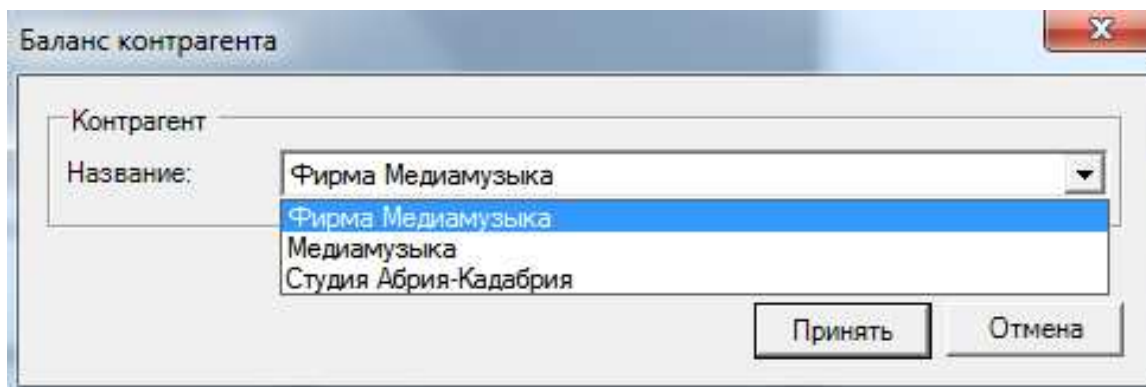 Баланс контрагента
Контрагент
Название:
Фирма Медиамузыка
Фирма Медиамузыка
Медиамузыка
Студия Абрия-Кадабрия
Принять
Отмена